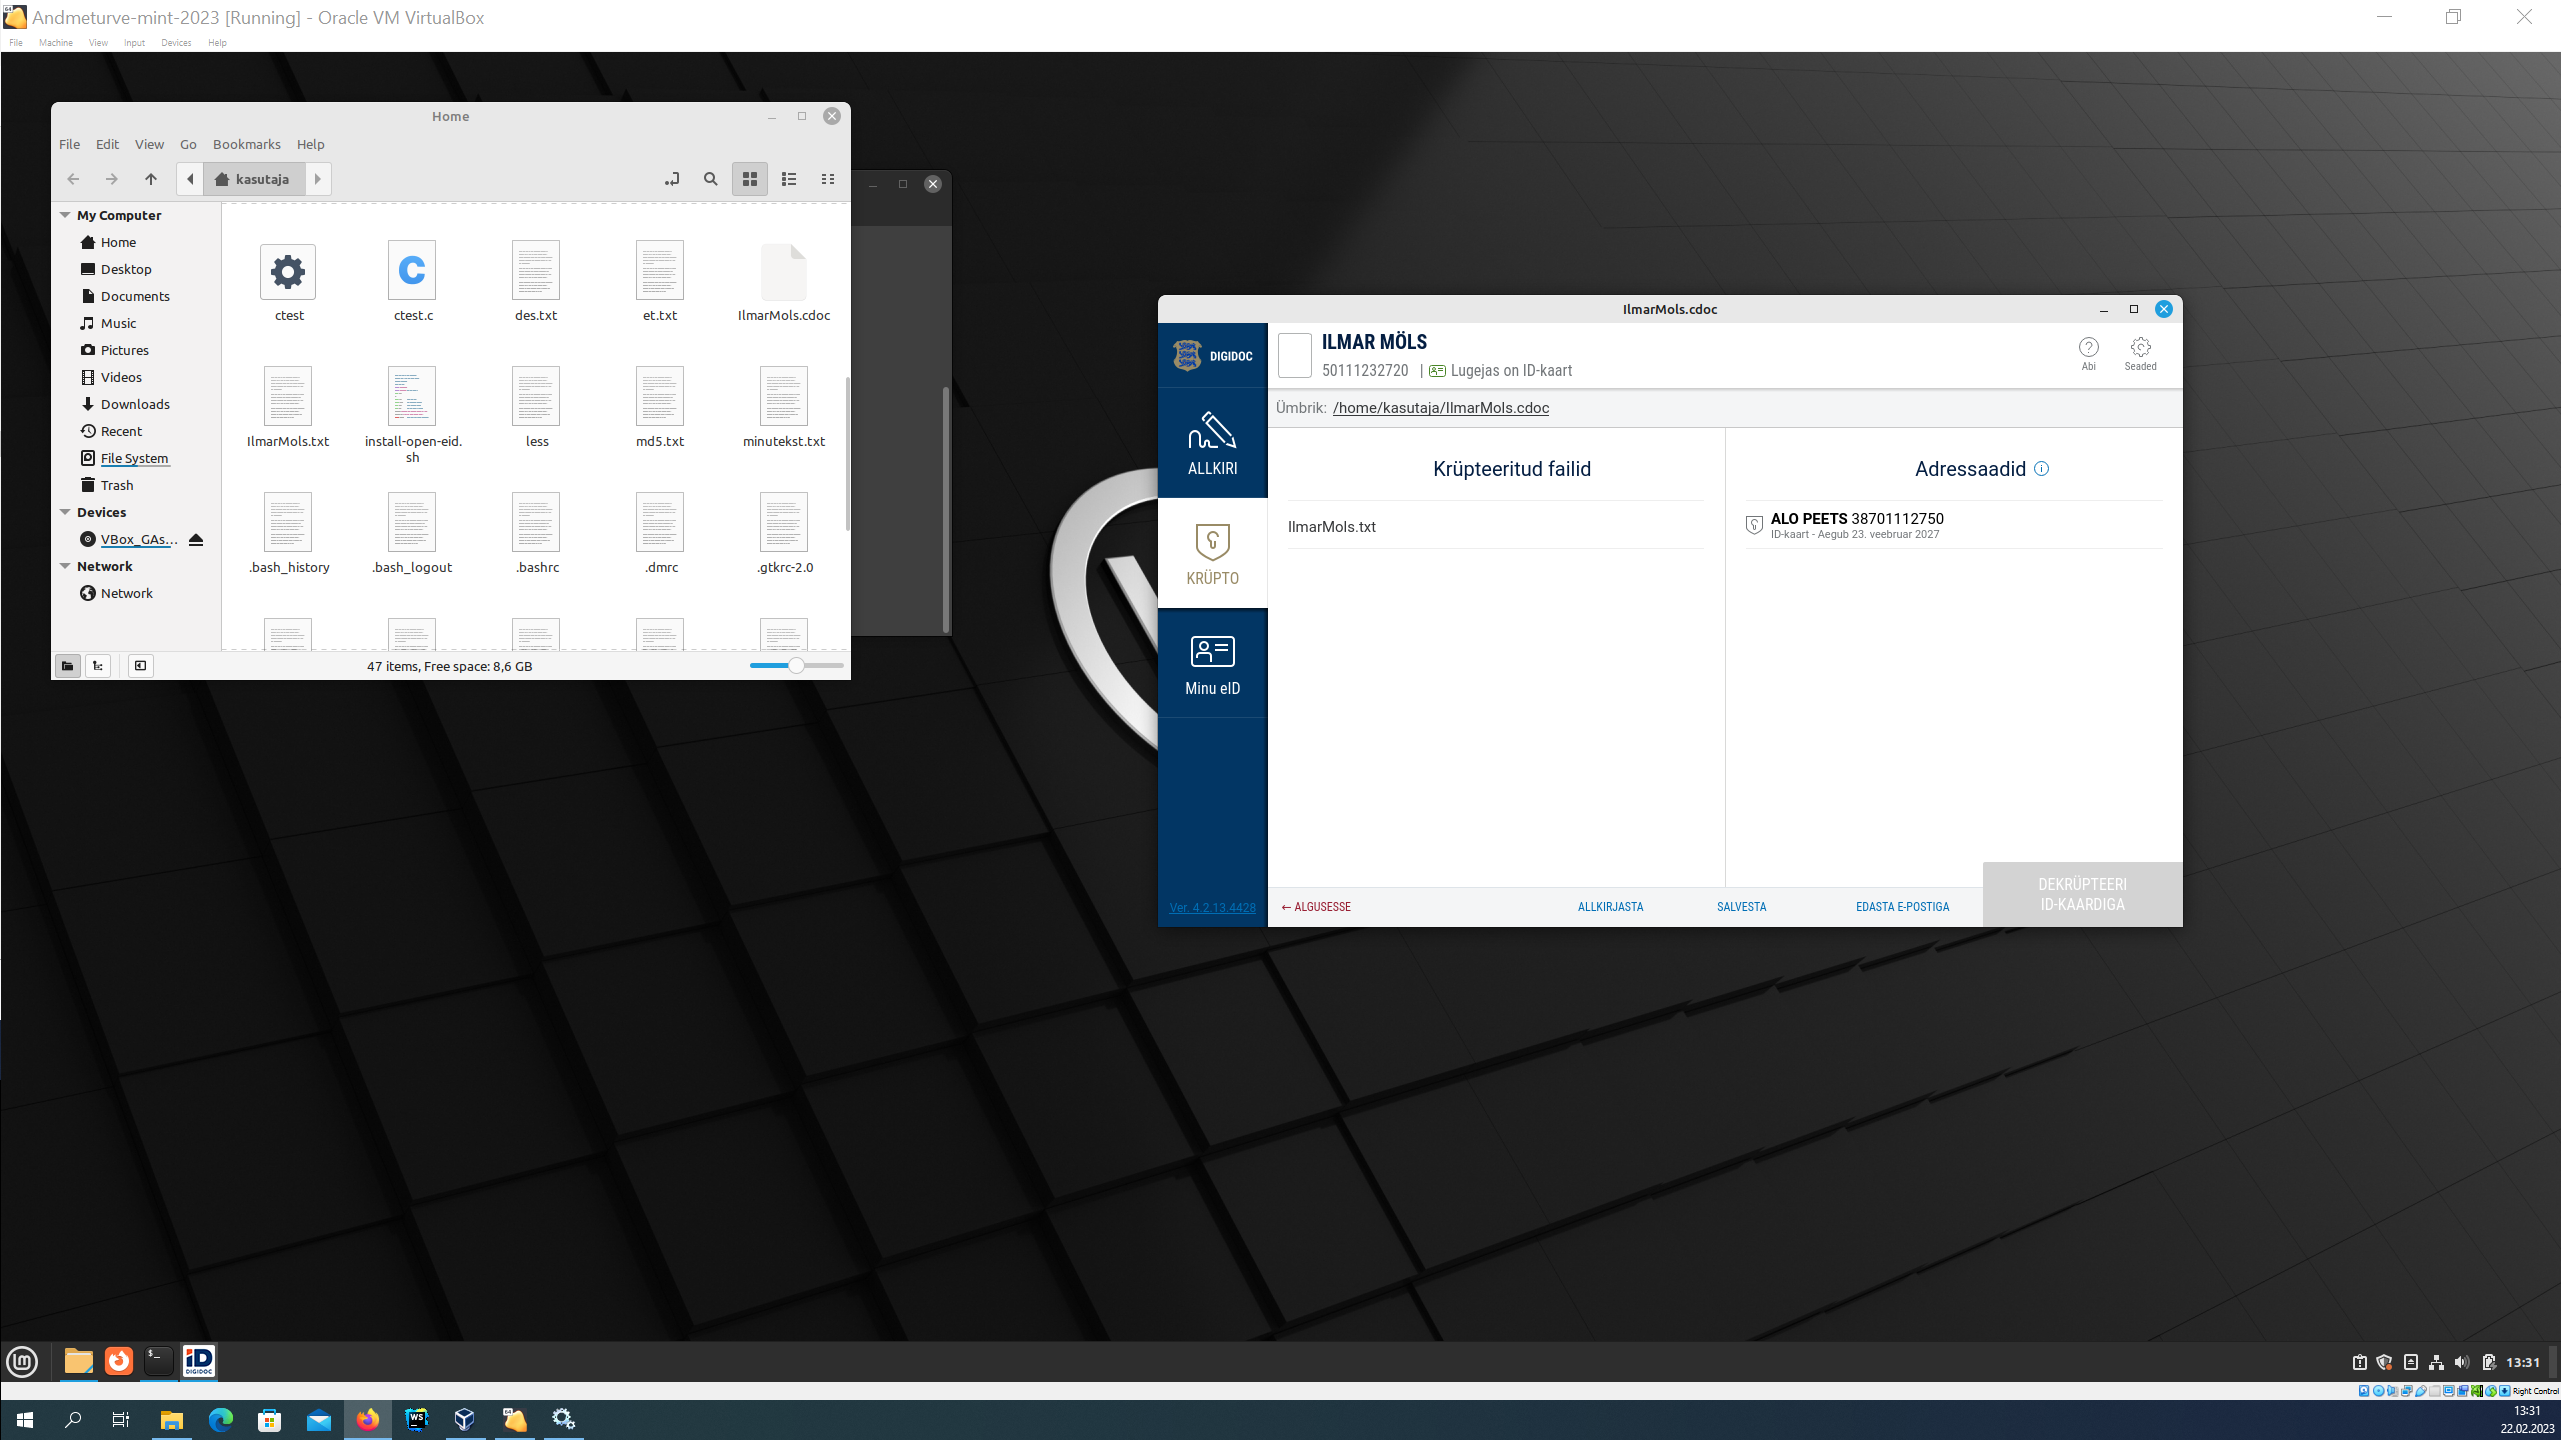 Andmeturve-mint-2023 [Running] - Oracle VM VirtualBox
File Machine View Input Devices Help
Home
File Edit View Go Bookmarks Help
kasutaja
My Computer
Home
Desktop
Documents
Music
Pictures
Videos
Downloads
Recent
File System
Trash
Devices
VBox_GAs...
Network
Network
ctest
ctest.c
des.txt
et.txt
IlmarMols.cdoc
IlmarMols.txt
install-open-eid.
sh
less
md5.txt
minutekst.txt
.bash_history
.bash_logout
.bashrc
.dmrc
.gtkrc-2.0
47 items, Free space: 8,6 GB
IlmarMols.cdoc
DIGIDOC
ILMAR MÖLS
50111232720 | Lugejas on ID-kaart
Abi
Seaded
Ümbrik: /home/kasutaja/IlmarMols.cdoc
ALLKIRI
KRÜPTO
Minu eID
Ver. 4.2.13.4428
Krüpteeritud failid
IlmarMols.txt
Adressaadid
ALO PEETS 38701112750
ID-kaart - Aegub 23. veebruar 2027
← ALGUSESSE
ALLKIRJASTA
SALVESTA
EDASTA E-POSTIGA
DEKRÜPTEERI
ID-KAARDIGA
iD
DIGIDOC
13:31
Right Control
WS
64
13:31
22.02.2023